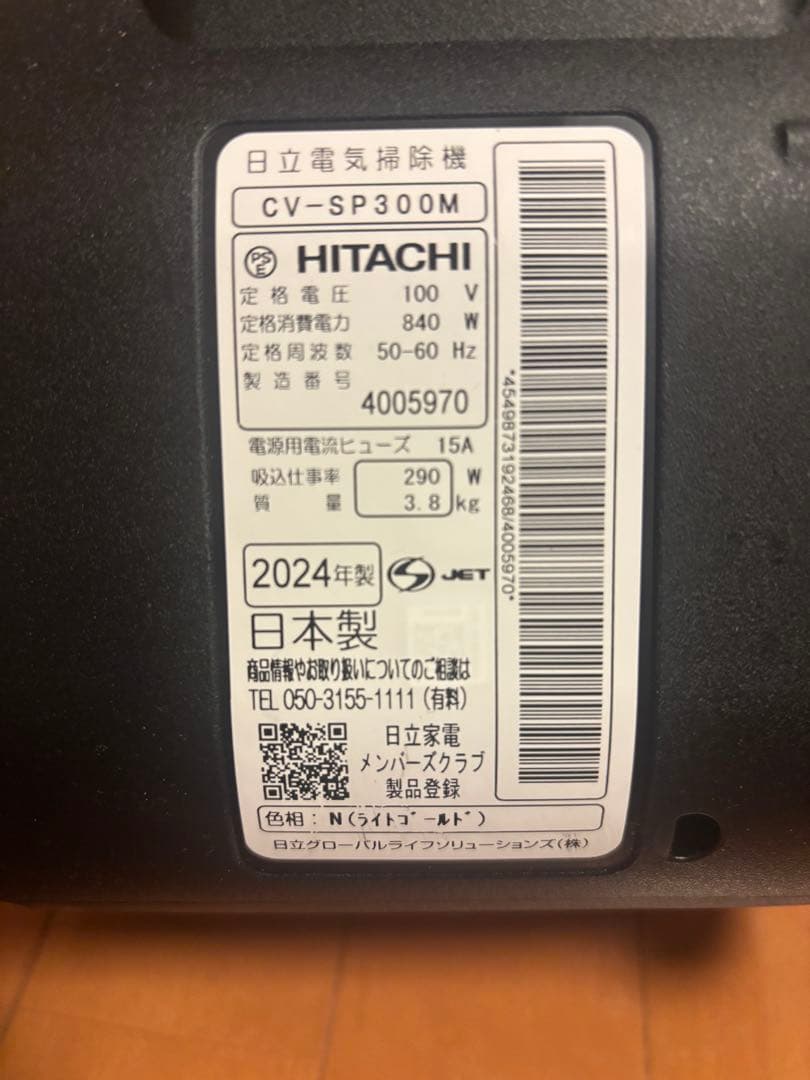 日立電気掃除機
CV-SP300M
PSE HITACHI
定格電圧 100 V
定格消費電力 840 W
定格周波数 50-60 Hz
製造番号
4005970
電源用電流ヒューズ 15A
吸込仕事率 290 W
質量 3.8 kg
2024年製 JET
日本製
商品情報やお取り扱いについてのご相談は
TEL 050-3155-1111 (有料)
日立家電
メンバーズクラブ
製品登録
色相：N(ﾗｲﾄｺﾞｰﾙﾄﾞ)
日立グローバルライフソリューションズ(株)
*4549873192468/4005970*